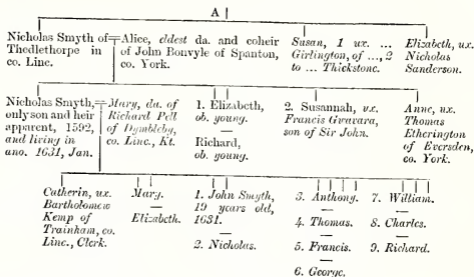 A
Nicholas Smyth of
Thedlethorpe in
co. Linc.
=Alice, eldest da. and coheir
of John Bonvyle of Spanton,
co. York.
Susan, 1 ux. ...
Girlington, of ..., 2
to ... Thickstone.
Elizabeth, ux.
2 Nicholas
Sanderson.
Nicholas Smyth,
only son and heir
apparent, 1592,
and living in
ano. 1631, Jan.
=Mary, da. of
Richard Pell
of Dymbleby,
co. Linc., Kt.
1. Elizabeth,
ob. young.
—
Richard,
ob. young.
2. Susannah, ux.
Francis Gvavara,
son of Sir John.
Anne, ux.
Thomas
Etherington
of Eversden,
co. York.
Catherin, ux.
Bartholomew
Kemp of
Trainham, co.
Linc., Clerk.
Mary.
—
Elizabeth.
1. John Smyth,
19 years old,
1631.
—
2. Nicholas.
3. Anthony.
—
4. Thomas.
—
5. Francis.
—
6. George.
7. William.
—
8. Charles.
—
9. Richard.